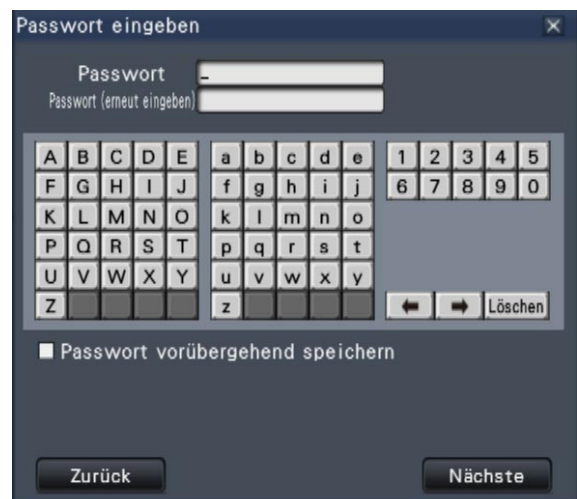 Passwort eingeben
Passwort
Passwort (erneut eingeben)
A B C D E a b c d e 1 2 3 4 5
F G H I J f g h i j 6 7 8 9 0
K L M N O k l m n o
P Q R S T p q r s t
U V W X Y u v w x y
Z z Löschen
Passwort vorübergehend speichern
Zurück Nächste